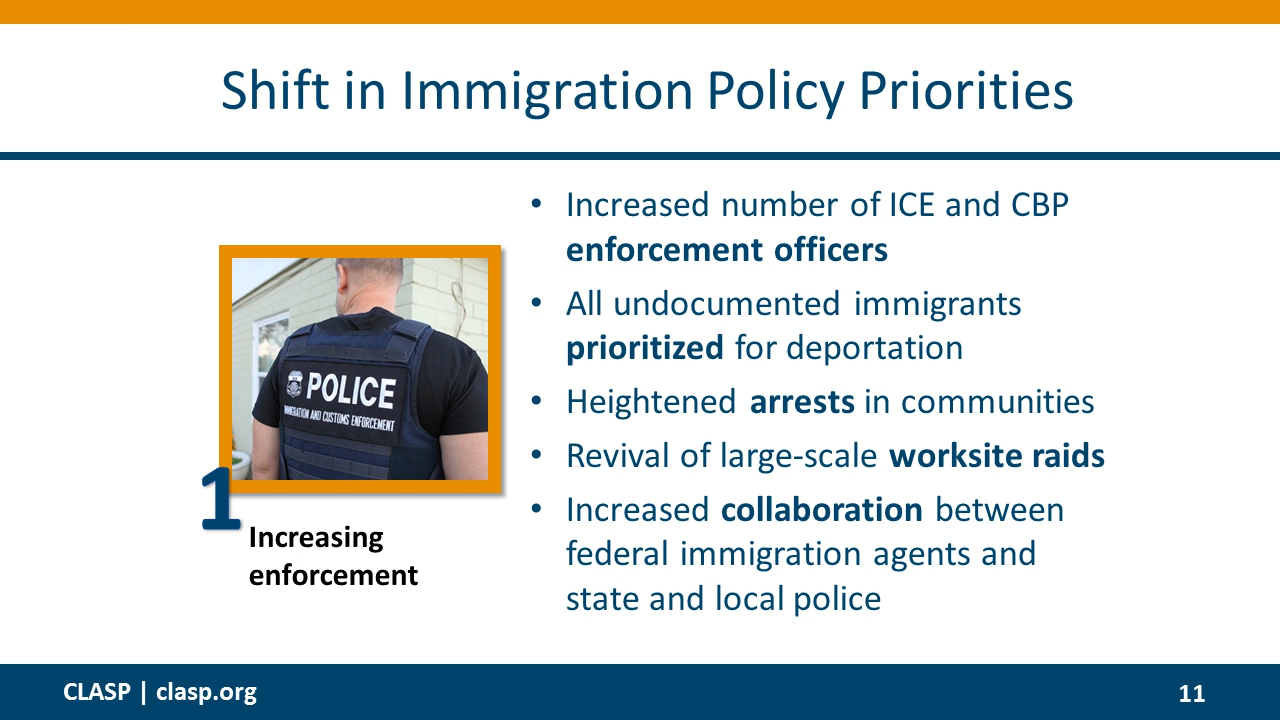 Shift in Immigration Policy Priorities
POLICE
IMMIGRATION AND CUSTOMS ENFORCEMENT
1
Increasing
enforcement
• Increased number of ICE and CBP
enforcement officers
• All undocumented immigrants
prioritized for deportation
• Heightened arrests in communities
• Revival of large-scale worksite raids
• Increased collaboration between
federal immigration agents and
state and local police
CLASP | clasp.org
11